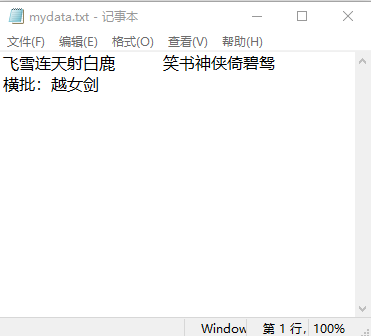 mydata.txt - 记事本
文件(F) 编辑(E) 格式(O) 查看(V) 帮助(H)
飞雪连天射白鹿 笑书神侠倚碧鸳
横批：越女剑
Window 第 1 行, 100%